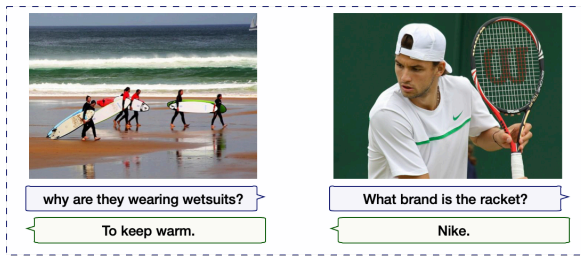 W
why are they wearing wetsuits?
What brand is the racket?
To keep warm.
Nike.